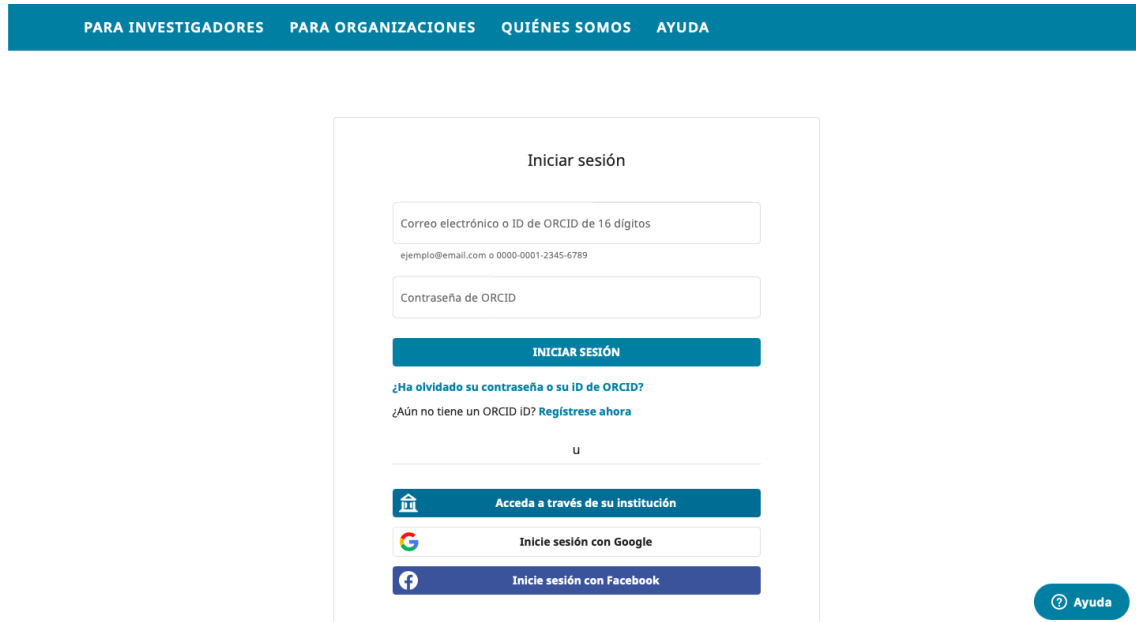 PARA INVESTIGADORES PARA ORGANIZACIONES QUIÉNES SOMOS AYUDA
Iniciar sesión
Correo electrónico o ID de ORCID de 16 dígitos
ejemplo@email.com o 0000-0001-2345-6789
Contraseña de ORCID
INICIAR SESIÓN
¿Ha olvidado su contraseña o su iD de ORCID?
¿Aún no tiene un ORCID iD? Regístrese ahora
u
Acceda a través de su institución
Inicie sesión con Google
Inicie sesión con Facebook
Ayuda